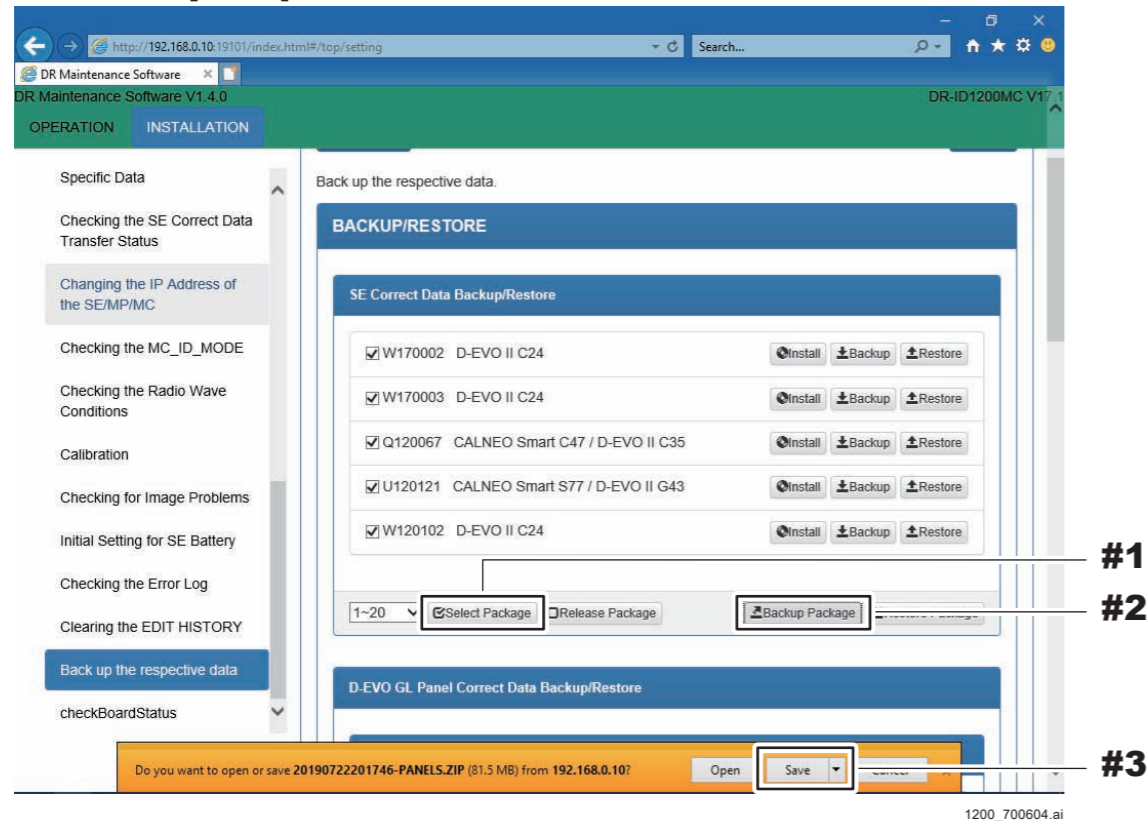 http://192.168.0.10:19101/index.html#/top/setting
Search...
DR Maintenance Software
DR Maintenance Software V1.4.0
DR-ID1200MC V17.1
OPERATION
INSTALLATION
Specific Data
Checking the SE Correct Data
Transfer Status
Changing the IP Address of
the SE/MP/MC
Checking the MC_ID_MODE
Checking the Radio Wave
Conditions
Calibration
Checking for Image Problems
Initial Setting for SE Battery
Checking the Error Log
Clearing the EDIT HISTORY
Back up the respective data
checkBoardStatus
Back up the respective data.
BACKUP/RESTORE
SE Correct Data Backup/Restore
W170002 D-EVO II C24 Install Backup Restore
W170003 D-EVO II C24 Install Backup Restore
Q120067 CALNEO Smart C47 / D-EVO II C35 Install Backup Restore
U120121 CALNEO Smart S77 / D-EVO II G43 Install Backup Restore
W120102 D-EVO II C24 Install Backup Restore
#1
1~20 Select Package Release Package Backup Package
#2
D-EVO GL Panel Correct Data Backup/Restore
Do you want to open or save 20190722201746-PANELS.ZIP (81.5 MB) from 192.168.0.10? Open Save
#3
1200_700604.ai